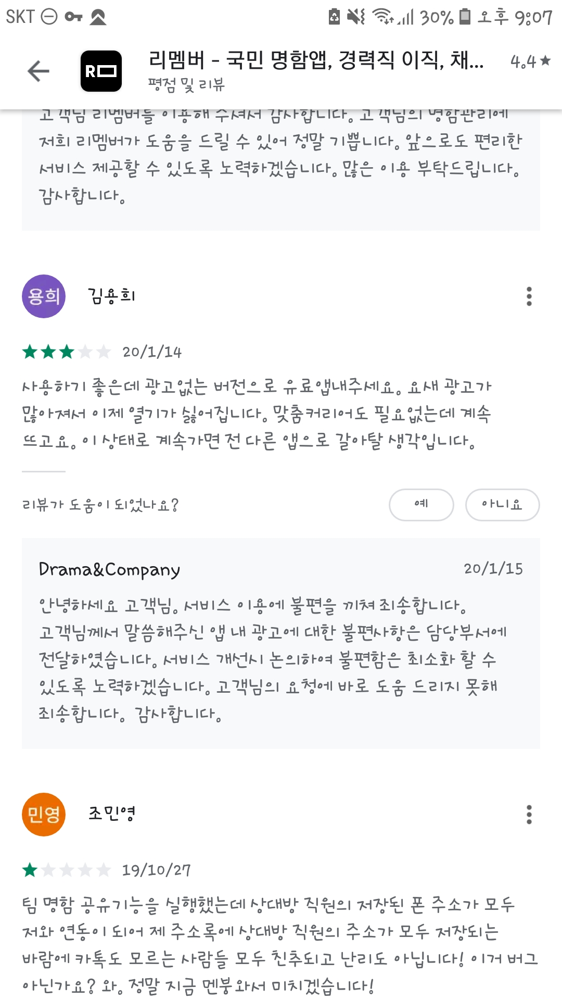 SKT 30% 오후 9:07
리멤버 - 국민 명함앱, 경력직 이직, 채... 4.4★
R
평점 및 리뷰
고객님 리멤버를 이용해 주셔서 감사합니다. 고객님의 명함관리에
저희 리멤버가 도움을 드릴 수 있어 정말 기쁩니다. 앞으로도 편리한
서비스 제공할 수 있도록 노력하겠습니다. 많은 이용 부탁드립니다.
감사합니다.
용희 김용희
20/1/14
사용하기 좋은데 광고없는 버전으로 유료앱내주세요. 요새 광고가
많아져서 이제 열기가 싫어집니다. 맞춤커리어도 필요없는데 계속
뜨고요. 이 상태로 계속가면 전 다른 앱으로 갈아탈 생각입니다.
리뷰가 도움이 되었나요? 예 아니요
Drama&Company 20/1/15
안녕하세요 고객님. 서비스 이용에 불편을 끼쳐 죄송합니다.
고객님께서 말씀해주신 앱 내 광고에 대한 불편사항은 담당부서에
전달하였습니다. 서비스 개선시 논의하여 불편함은 최소화 할 수
있도록 노력하겠습니다. 고객님의 요청에 바로 도움 드리지 못해
죄송합니다. 감사합니다.
민영 조민영
19/10/27
팀 명함 공유기능을 실행했는데 상대방 직원의 저장된 폰 주소가 모두
저와 연동이 되어 제 주소록에 상대방 직원의 주소가 모두 저장되는
바람에 카톡도 모르는 사람들 모두 친추되고 난리도 아닙니다! 이거 버그
아닌가요? 와. 정말 지금 멘붕와서 미치겠습니다!